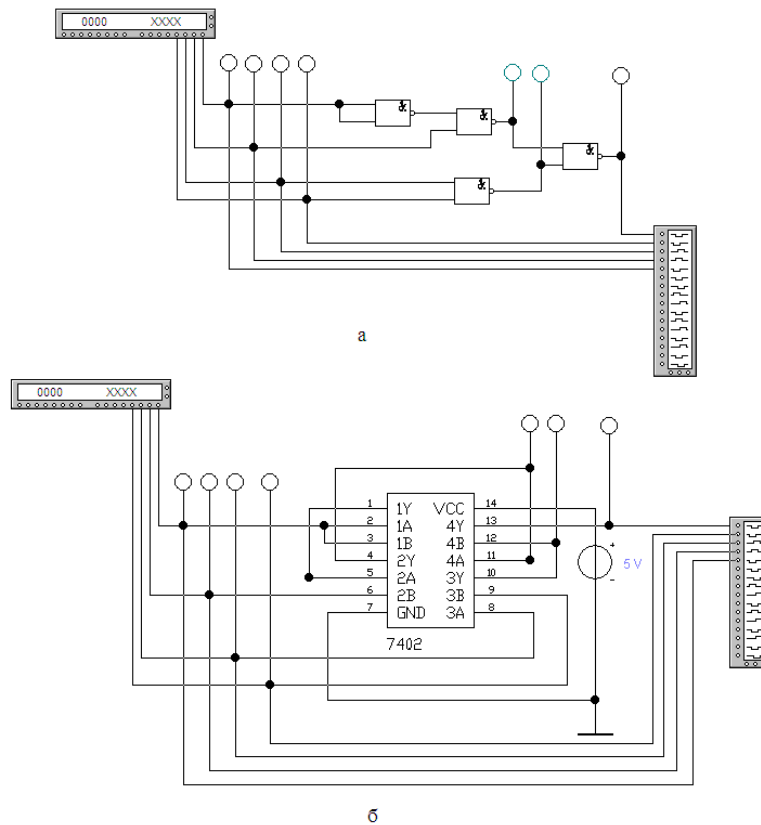 0000 XXXX
а
0000 XXXX
1 1Y VCC 14
2 1A 4Y 13
3 1B 4B 12
4 2Y 4A 11
5 2A 3Y 10
6 2B 3B 9
7 GND 3A 8
7402
+
5 V
-
б